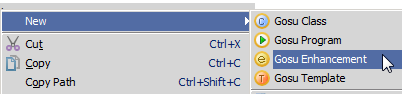 New
Cut Ctrl+X
Copy Ctrl+C
Copy Path Ctrl+Shift+C
C Gosu Class
Gosu Program
e Gosu Enhancement
T Gosu Template